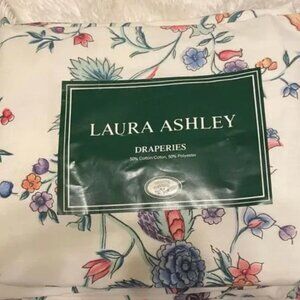 LAURA ASHLEY
DRAPERIES
50% Cotton/Coton, 50% Polyester